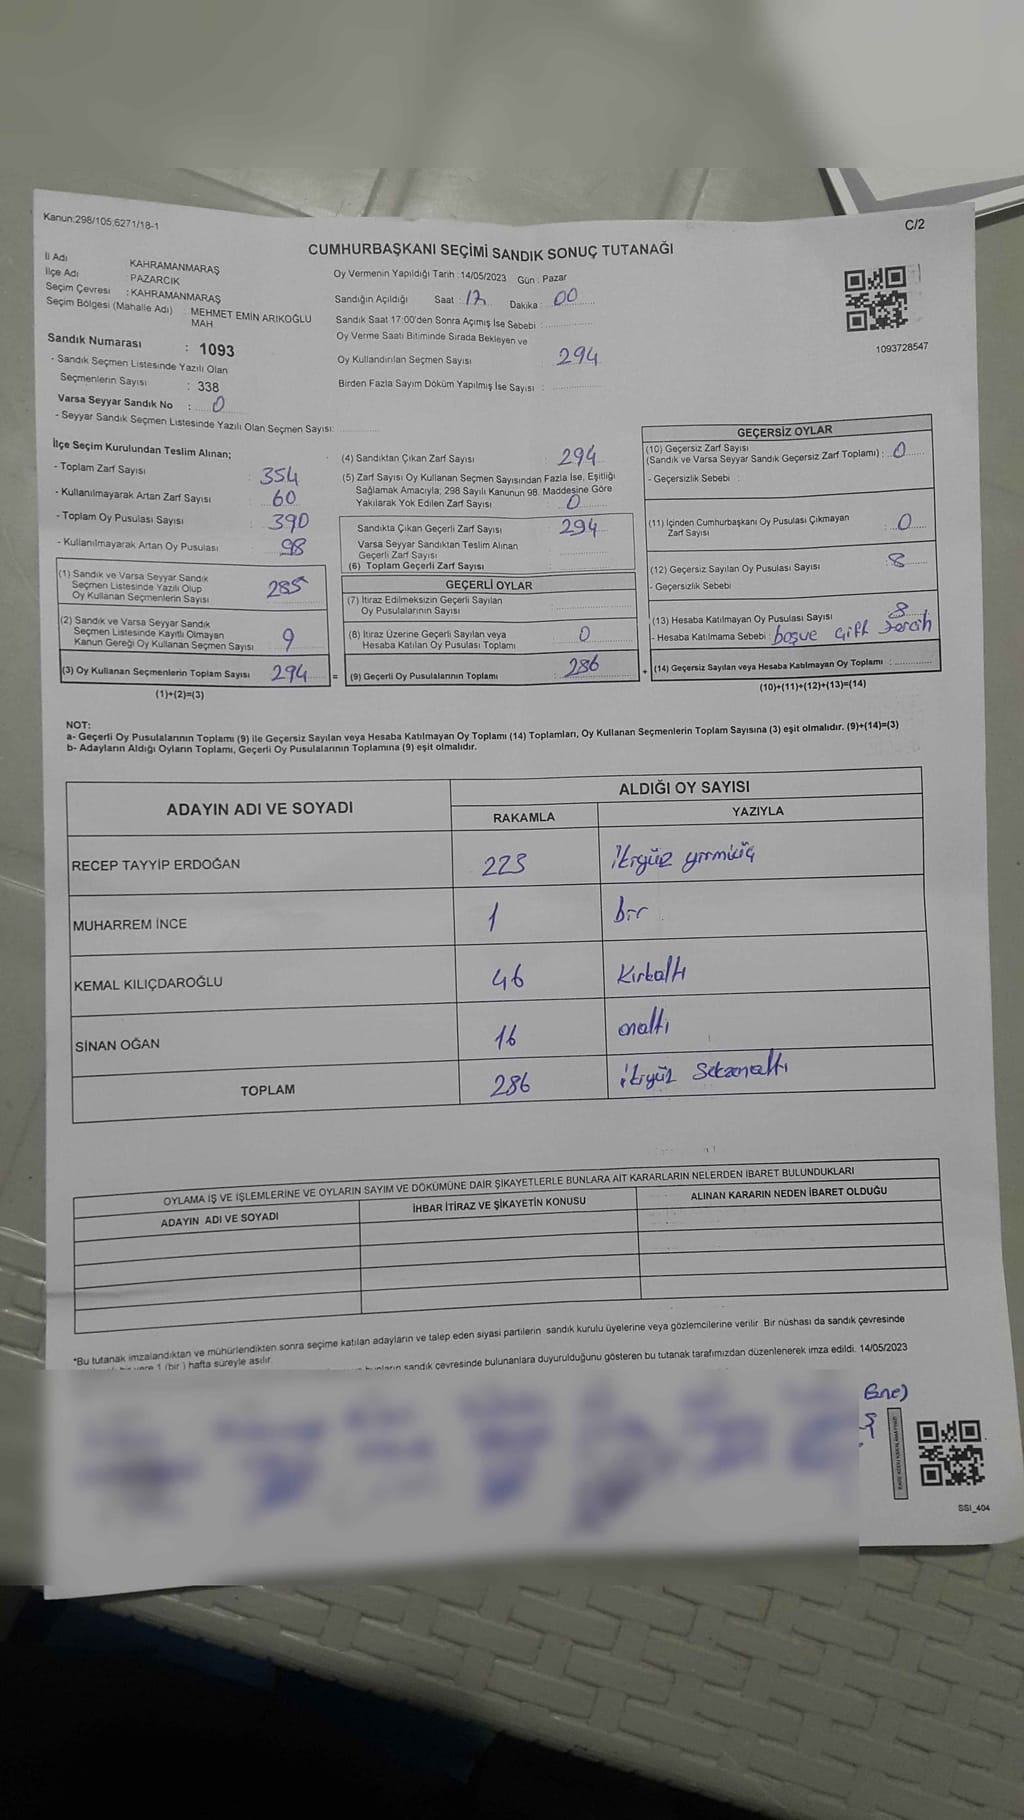 Kanun:298/105,6271/18-1
C/2
CUMHURBAŞKANI SEÇİMİ SANDIK SONUÇ TUTANAĞI
İl Adı KAHRAMANMARAŞ
İlçe Adı : PAZARCIK
Seçim Çevresi : KAHRAMANMARAŞ
Seçim Bölgesi (Mahalle Adı) : MEHMET EMİN ARIKOĞLU
MAH
Sandık Numarası : 1093
- Sandık Seçmen Listesinde Yazılı Olan
Seçmenlerin Sayısı : 338
Varsa Seyyar Sandık No : 0
- Seyyar Sandık Seçmen Listesinde Yazılı Olan Seçmen Sayısı:
Oy Vermenin Yapıldığı Tarih :14/05/2023 Gün : Pazar
Sandığın Açıldığı Saat : 17 Dakika : 00
Sandık Saat 17:00'den Sonra Açımış İse Sebebi :
Oy Verme Saati Bitiminde Sırada Bekleyen ve
Oy Kullandırılan Seçmen Sayısı 294
Birden Fazla Sayım Döküm Yapılmış İse Sayısı :
1093728547
İlçe Seçim Kurulundan Teslim Alınan;
- Toplam Zarf Sayısı : 354
- Kullanılmayarak Artan Zarf Sayısı : 60
- Toplam Oy Pusulası Sayısı : 390
- Kullanılmayarak Artan Oy Pusulası : 98
(1) Sandık ve Varsa Seyyar Sandık
Seçmen Listesinde Yazılı Olup
Oy Kullanan Seçmenlerin Sayısı 285
(2) Sandık ve Varsa Seyyar Sandık
Seçmen Listesinde Kayıtlı Olmayan
Kanun Gereği Oy Kullanan Seçmen Sayısı 9
(3) Oy Kullanan Seçmenlerin Toplam Sayısı 294
(1)+(2)=(3)
(4) Sandıktan Çıkan Zarf Sayısı 294
(5) Zarf Sayısı Oy Kullanan Seçmen Sayısından Fazla İse, Eşitliği
Sağlamak Amacıyla; 298 Sayılı Kanunun 98. Maddesine Göre
Yakılarak Yok Edilen Zarf Sayısı 0
Sandıkta Çıkan Geçerli Zarf Sayısı 294
Varsa Seyyar Sandıktan Teslim Alınan
Geçerli Zarf Sayısı
(6) Toplam Geçerli Zarf Sayısı
GEÇERLİ OYLAR
(7) İtiraz Edilmeksizin Geçerli Sayılan
Oy Pusulalarının Sayısı
(8) İtiraz Üzerine Geçerli Sayılan veya
Hesaba Katılan Oy Pusulası Toplamı 0
= (9) Geçerli Oy Pusulalarının Toplamı : 286 +
GEÇERSİZ OYLAR
(10) Geçersiz Zarf Sayısı
(Sandık ve Varsa Seyyar Sandık Geçersiz Zarf Toplamı) : 0
- Geçersizlik Sebebi :
(11) İçinden Cumhurbaşkanı Oy Pusulası Çıkmayan
Zarf Sayısı : 0
(12) Geçersiz Sayılan Oy Pusulası Sayısı : 8
- Geçersizlik Sebebi
(13) Hesaba Katılmayan Oy Pusulası Sayısı 8
- Hesaba Katılmama Sebebi : boşve çift tercih
(14) Geçersiz Sayılan veya Hesaba Katılmayan Oy Toplamı :
(10)+(11)+(12)+(13)=(14)
NOT:
a- Geçerli Oy Pusulalarının Toplamı (9) ile Geçersiz Sayılan veya Hesaba Katılmayan Oy Toplamı (14) Toplamları, Oy Kullanan Seçmenlerin Toplam Sayısına (3) eşit olmalıdır. (9)+(14)=(3)
b- Adayların Aldığı Oyların Toplamı, Geçerli Oy Pusulalarının Toplamına (9) eşit olmalıdır.
ADAYIN ADI VE SOYADI
ALDIĞI OY SAYISI
RAKAMLA YAZIYLA
RECEP TAYYİP ERDOĞAN 223 ikiyüz yirmiüç
MUHARREM İNCE 1 bir
KEMAL KILIÇDAROĞLU 46 Kırkaltı
SİNAN OĞAN 16 onaltı
TOPLAM 286 ikiyüz Seksenaltı
OYLAMA İŞ VE İŞLEMLERİNE VE OYLARIN SAYIM VE DÖKÜMÜNE DAİR ŞİKAYETLERLE BUNLARA AİT KARARLARIN NELERDEN İBARET BULUNDUKLARI
ADAYIN ADI VE SOYADI İHBAR İTİRAZ VE ŞİKAYETİN KONUSU ALINAN KARARIN NEDEN İBARET OLDUĞU
*Bu tutanak imzalandıktan ve mühürlendikten sonra seçime katılan adayların ve talep eden siyasi partilerin sandık kurulu üyelerine veya gözlemcilerine verilir Bir nüshası da sandık çevresinde
1 (bir ) hafta süreyle asılır.
sandık çevresinde bulunanlara duyurulduğunu gösteren bu tutanak tarafımızdan düzenlenerek imza edildi. 14/05/2023
SSI_404